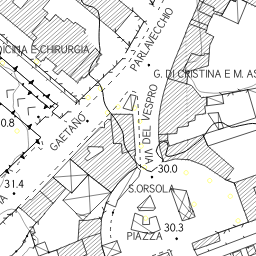 PARLAVECCHIO
DICINA E CHIRURGIA
G. DI CRISTINA E M. AS
VIA DEL VESPRO
GAETANO
0.8
30.0
31.4
S.ORSOLA
30.3
PIAZZA